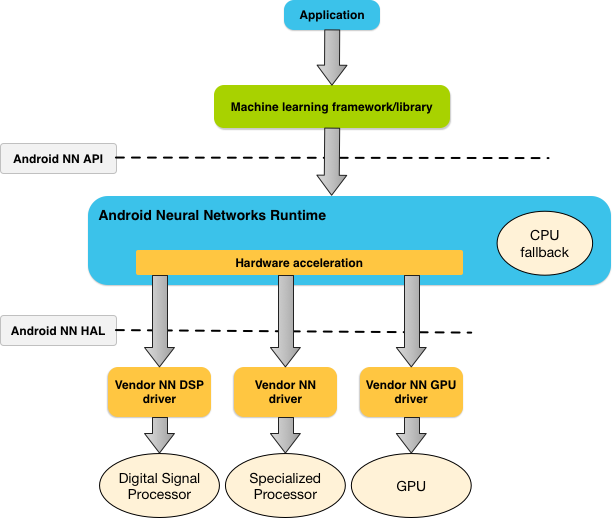 Application
Machine learning framework/library
Android NN API
Android Neural Networks Runtime
CPU
fallback
Hardware acceleration
Android NN HAL
Vendor NN DSP
driver
Vendor NN
driver
Vendor NN GPU
driver
Digital Signal
Processor
Specialized
Processor
GPU